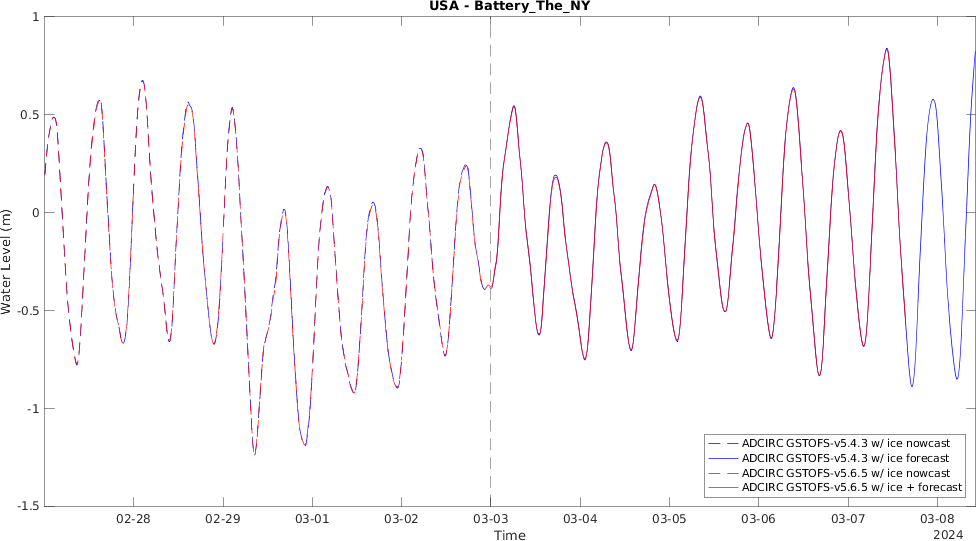 USA - Battery_The_NY
1
0.5
0
-0.5
-1
-1.5
Water Level (m)
02-28 02-29 03-01 03-02 03-03 03-04 03-05 03-06 03-07 03-08
Time
2024
ADCIRC GSTOFS-v5.4.3 w/ ice nowcast
ADCIRC GSTOFS-v5.4.3 w/ ice forecast
ADCIRC GSTOFS-v5.6.5 w/ ice nowcast
ADCIRC GSTOFS-v5.6.5 w/ ice + forecast